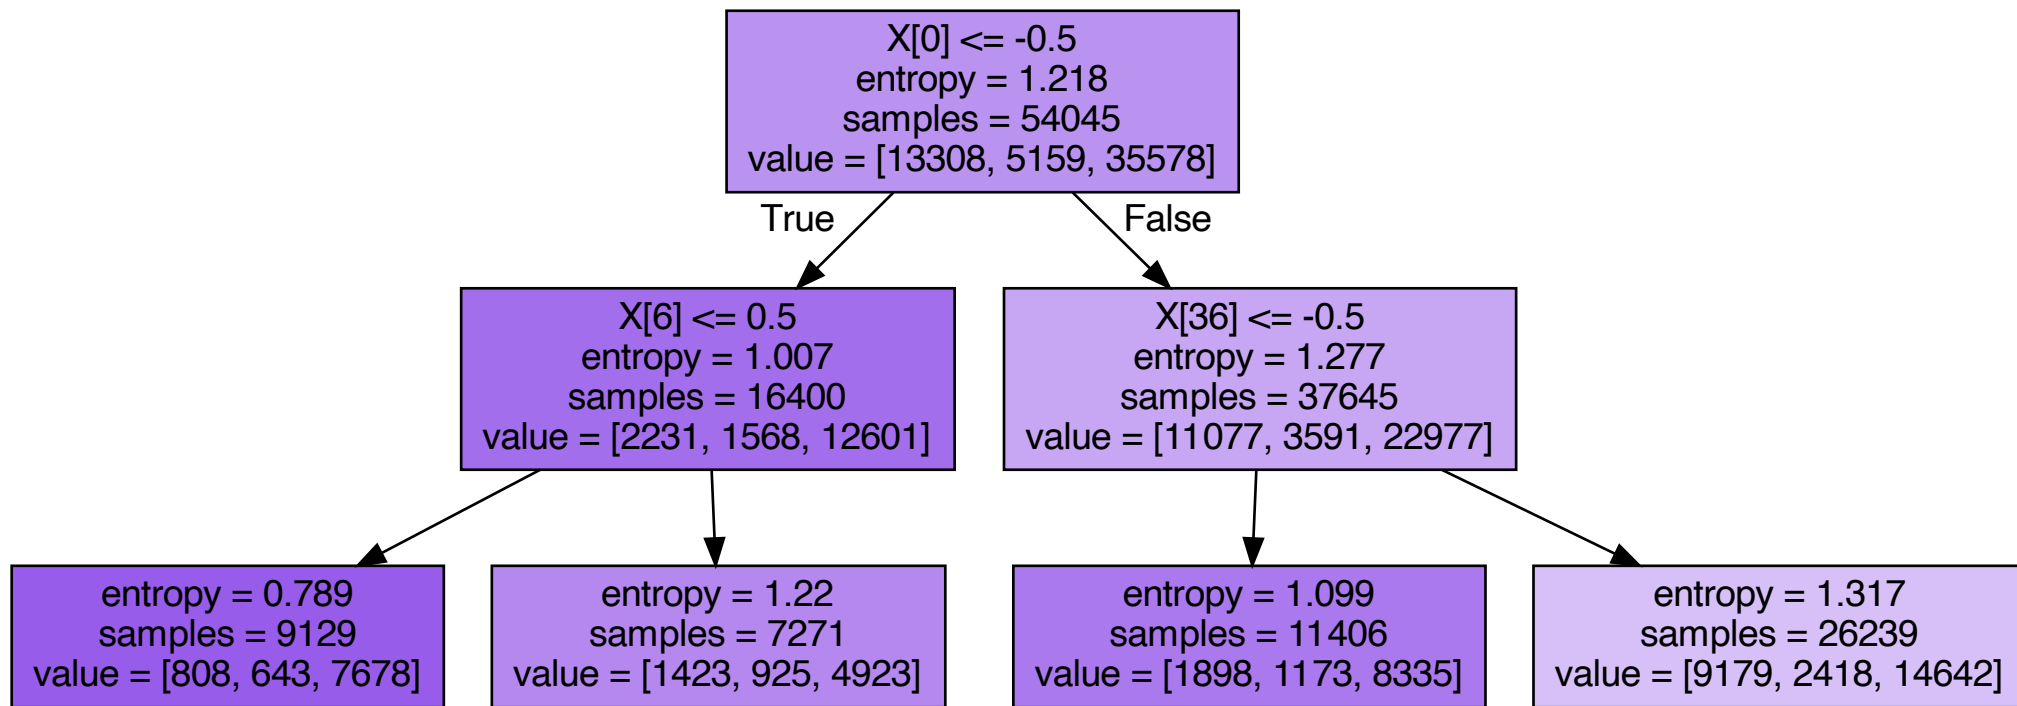 X[0] <= -0.5
entropy = 1.218
samples = 54045
value = [13308, 5159, 35578]
True
False
X[6] <= 0.5
entropy = 1.007
samples = 16400
value = [2231, 1568, 12601]
X[36] <= -0.5
entropy = 1.277
samples = 37645
value = [11077, 3591, 22977]
entropy = 0.789
samples = 9129
value = [808, 643, 7678]
entropy = 1.22
samples = 7271
value = [1423, 925, 4923]
entropy = 1.099
samples = 11406
value = [1898, 1173, 8335]
entropy = 1.317
samples = 26239
value = [9179, 2418, 14642]